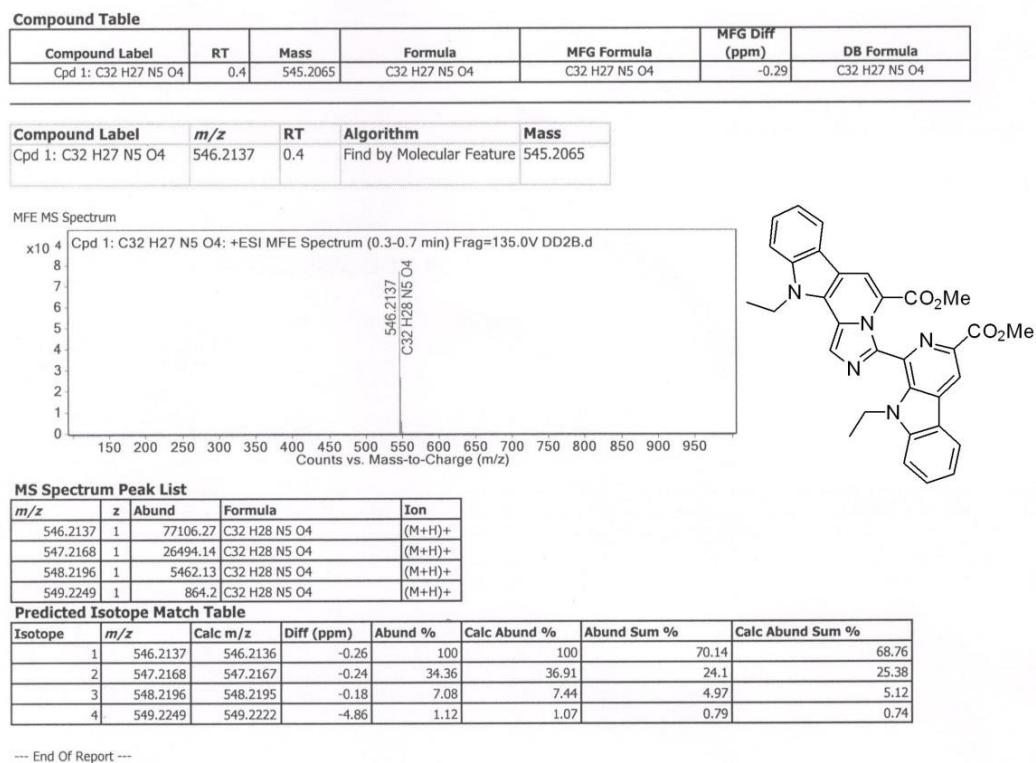 Compound Table
Compound Label RT Mass Formula MFG Formula MFG Diff (ppm) DB Formula
Cpd 1: C32 H27 N5 O4 0.4 545.2065 C32 H27 N5 O4 C32 H27 N5 O4 -0.29 C32 H27 N5 O4
Compound Label m/z RT Algorithm Mass
Cpd 1: C32 H27 N5 O4 546.2137 0.4 Find by Molecular Feature 545.2065
MFE MS Spectrum
x10 4 Cpd 1: C32 H27 N5 O4: +ESI MFE Spectrum (0.3-0.7 min) Frag=135.0V DD2B.d
8
7
6
5
4
3
2
1
0
546.2137
C32 H28 N5 O4
150 200 250 300 350 400 450 500 550 600 650 700 750 800 850 900 950
Counts vs. Mass-to-Charge (m/z)
N
CO2Me
N
N
N
CO2Me
N
MS Spectrum Peak List
m/z z Abund Formula Ion
546.2137 1 77106.27 C32 H28 N5 O4 (M+H)+
547.2168 1 26494.14 C32 H28 N5 O4 (M+H)+
548.2196 1 5462.13 C32 H28 N5 O4 (M+H)+
549.2249 1 864.2 C32 H28 N5 O4 (M+H)+
Predicted Isotope Match Table
Isotope m/z Calc m/z Diff (ppm) Abund % Calc Abund % Abund Sum % Calc Abund Sum %
1 546.2137 546.2136 -0.26 100 100 70.14 68.76
2 547.2168 547.2167 -0.24 34.36 36.91 24.1 25.38
3 548.2196 548.2195 -0.18 7.08 7.44 4.97 5.12
4 549.2249 549.2222 -4.86 1.12 1.07 0.79 0.74
--- End Of Report ---